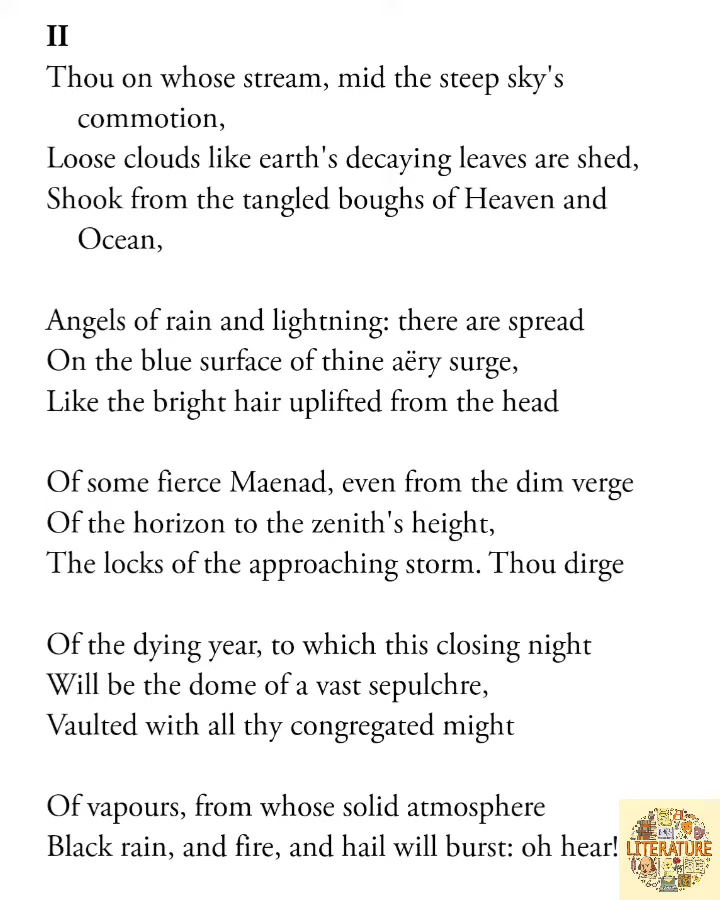 II
Thou on whose stream, mid the steep sky's
commotion,
Loose clouds like earth's decaying leaves are shed,
Shook from the tangled boughs of Heaven and
Ocean,
Angels of rain and lightning: there are spread
On the blue surface of thine aëry surge,
Like the bright hair uplifted from the head
Of some fierce Maenad, even from the dim verge
Of the horizon to the zenith's height,
The locks of the approaching storm. Thou dirge
Of the dying year, to which this closing night
Will be the dome of a vast sepulchre,
Vaulted with all thy congregated might
Of vapours, from whose solid atmosphere
Black rain, and fire, and hail will burst: oh hear!
LITERATURE